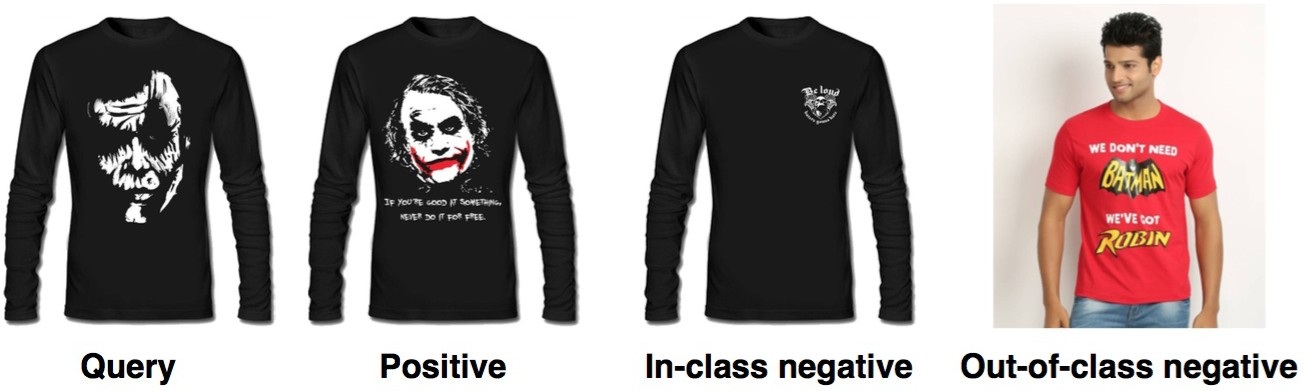 IF YOU'RE GOOD AT SOMETHING,
NEVER DO IT FOR FREE.
WE DON'T NEED
BATMAN
WE'VE GOT
ROBIN
Query
Positive
In-class negative
Out-of-class negative